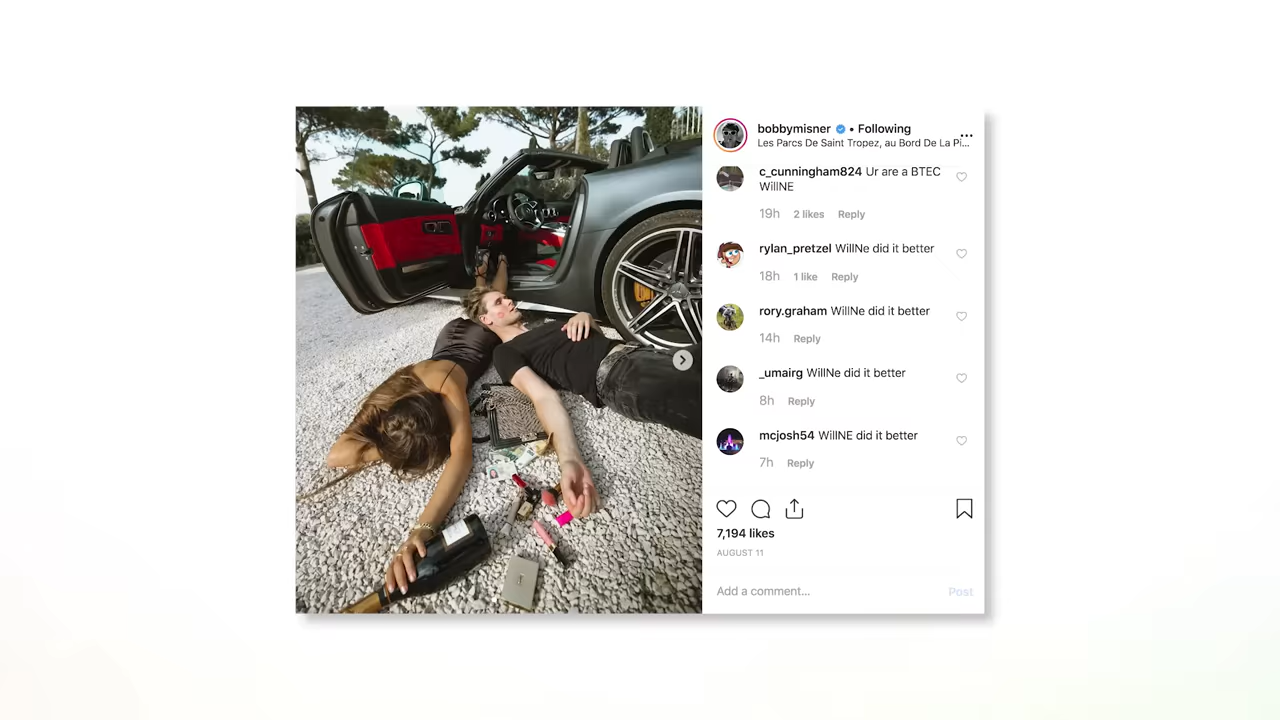 bobbymisner • Following
Les Parcs De Saint Tropez, au Bord De La Pi...
c_cunningham824 Ur are a BTEC
WillNE
19h 2 likes Reply
rylan_pretzel WillNe did it better
18h 1 like Reply
rory.graham WillNe did it better
14h Reply
_umairg WillNe did it better
8h Reply
mcjosh54 WillNE did it better
7h Reply
7,194 likes
AUGUST 11
Add a comment... Post